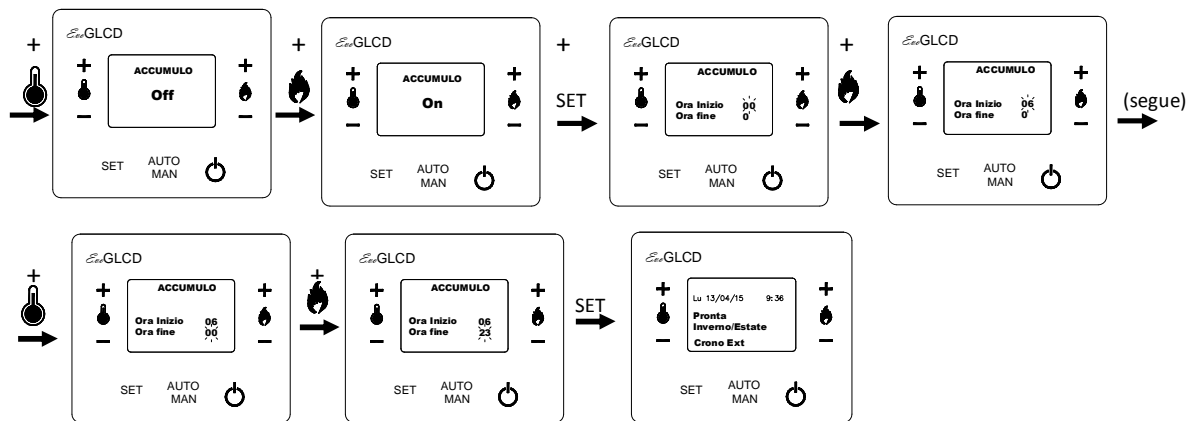 +
EvoGLCD
ACCUMULO
Off
+
−
+
−
SET
AUTO
MAN
+
EvoGLCD
ACCUMULO
On
+
−
+
−
SET
AUTO
MAN
+
SET
EvoGLCD
ACCUMULO
Ora Inizio 00
Ora fine 0
+
−
+
−
SET
AUTO
MAN
+
EvoGLCD
ACCUMULO
Ora Inizio 06
Ora fine 0
+
−
+
−
SET
AUTO
MAN
(segue)
+
EvoGLCD
ACCUMULO
Ora Inizio 06
Ora fine 00
+
−
+
−
SET
AUTO
MAN
+
EvoGLCD
ACCUMULO
Ora Inizio 06
Ora fine 23
+
−
+
−
SET
AUTO
MAN
SET
EvoGLCD
Lu 13/04/15 9:36
Pronta
Inverno/Estate
Crono Ext
+
−
+
−
SET
AUTO
MAN